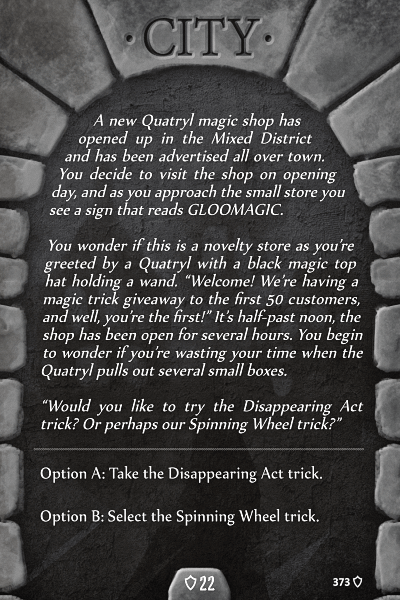 · CITY ·
A new Quatryl magic shop has
opened up in the Mixed District
and has been advertised all over town.
You decide to visit the shop on opening
day, and as you approach the small store you
see a sign that reads GLOOMAGIC.
You wonder if this is a novelty store as you're
greeted by a Quatryl with a black magic top
hat holding a wand. “Welcome! We're having a
magic trick giveaway to the first 50 customers,
and well, you're the first!” It's half-past noon, the
shop has been open for several hours. You begin
to wonder if you're wasting your time when the
Quatryl pulls out several small boxes.
“Would you like to try the Disappearing Act
trick? Or perhaps our Spinning Wheel trick?”
Option A: Take the Disappearing Act trick.
Option B: Select the Spinning Wheel trick.
22
373